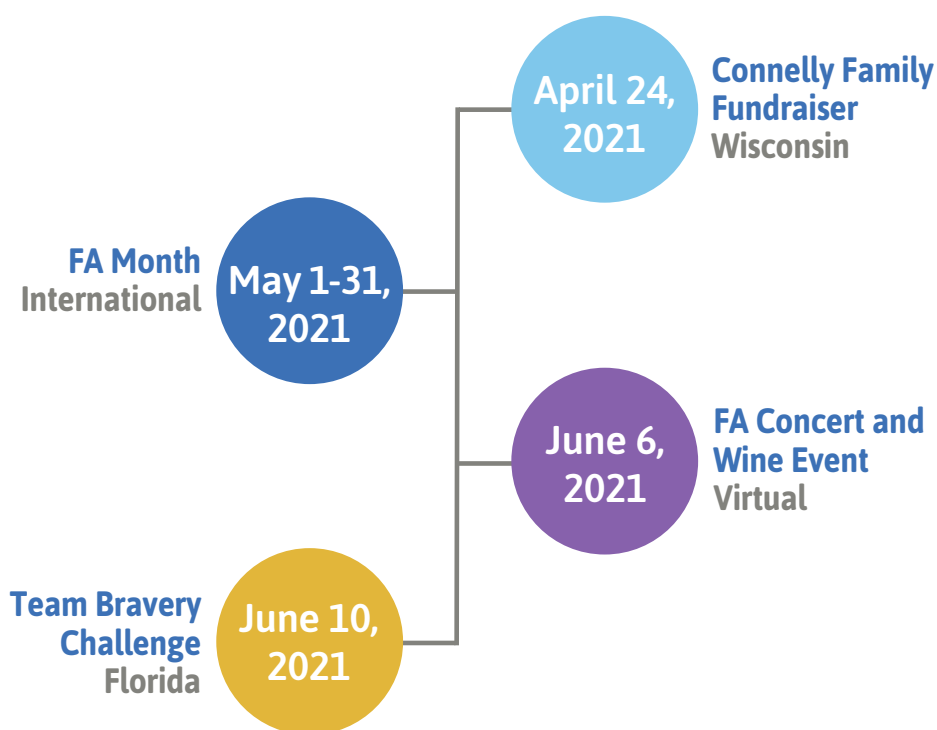 April 24,
2021
Connelly Family
Fundraiser
Wisconsin
FA Month
International
May 1-31,
2021
June 6,
2021
FA Concert and
Wine Event
Virtual
Team Bravery
Challenge
Florida
June 10,
2021